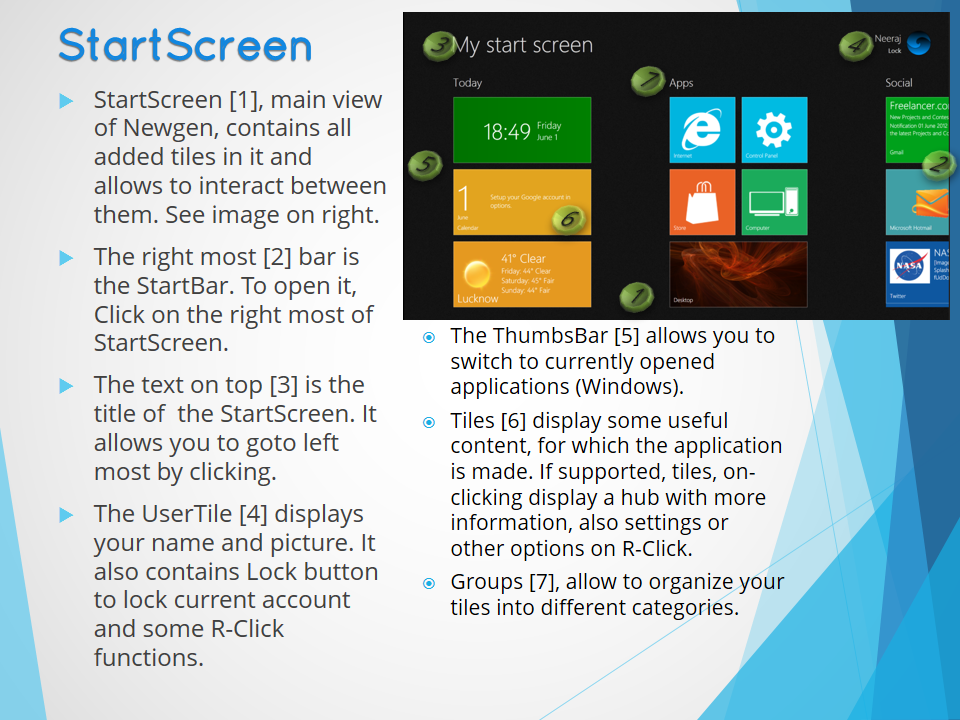 StartScreen
StartScreen [1], main view
of Newgen, contains all
added tiles in it and
allows to interact between
them. See image on right.
The right most [2] bar is
the StartBar. To open it,
Click on the right most of
StartScreen.
The text on top [3] is the
title of  the StartScreen. It
allows you to goto left
most by clicking.
The UserTile [4] displays
your name and picture. It
also contains Lock button
to lock current account
and some R-Click
functions.
3 My start screen
4 Neeraj
Lock
Today
7 Apps
Social
18:49 Friday
June 1
Internet
Control Panel
Freelancer.co
New Projects and Conte
Notification 01 June 2012
the latest Projects and C
Gmail
5
2
1
June
Calendar
Setup your Google account in
options.
6
Store
Computer
Microsoft Hotmail
41° Clear
Friday: 44° Clear
Saturday: 45° Fair
Sunday: 44° Fair
Lucknow
1
Desktop
NASA
NAS
Splash
Twitter
The ThumbsBar [5] allows you to
switch to currently opened
applications (Windows).
Tiles [6] display some useful
content, for which the application
is made. If supported, tiles, on-
clicking display a hub with more
information, also settings or
other options on R-Click.
Groups [7], allow to organize your
tiles into different categories.